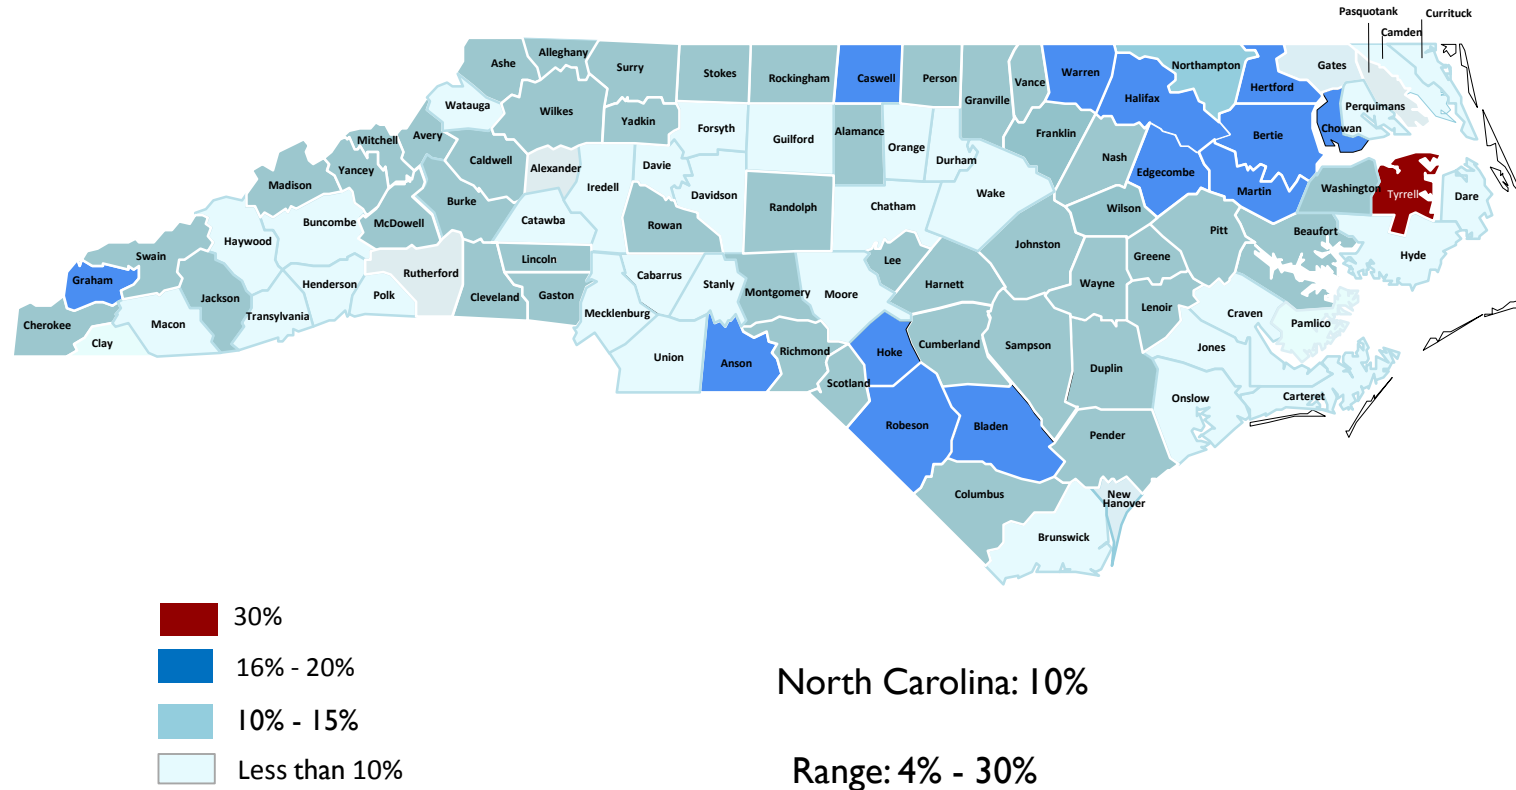 Pasquotank
Currituck
Camden
Alleghany
Ashe
Surry
Stokes
Rockingham
Caswell
Person
Granville
Vance
Warren
Halifax
Northampton
Hertford
Gates
Perquimans
Watauga
Wilkes
Yadkin
Forsyth
Guilford
Alamance
Orange
Durham
Franklin
Bertie
Chowan
Mitchell
Avery
Caldwell
Alexander
Davie
Iredell
Nash
Edgecombe
Martin
Washington
Tyrrell
Dare
Madison
Yancey
Burke
Davidson
Randolph
Chatham
Wake
Wilson
Buncombe
McDowell
Catawba
Rowan
Johnston
Pitt
Beaufort
Haywood
Swain
Rutherford
Lincoln
Lee
Greene
Hyde
Graham
Jackson
Henderson
Polk
Cleveland
Gaston
Cabarrus
Stanly
Montgomery
Moore
Harnett
Wayne
Lenoir
Craven
Pamlico
Cherokee
Clay
Macon
Transylvania
Mecklenburg
Union
Anson
Richmond
Scotland
Hoke
Cumberland
Sampson
Duplin
Jones
Onslow
Carteret
Robeson
Bladen
Pender
Columbus
New
Hanover
Brunswick
30%
16% - 20%
10% - 15%
Less than 10%
North Carolina: 10%
Range: 4% - 30%